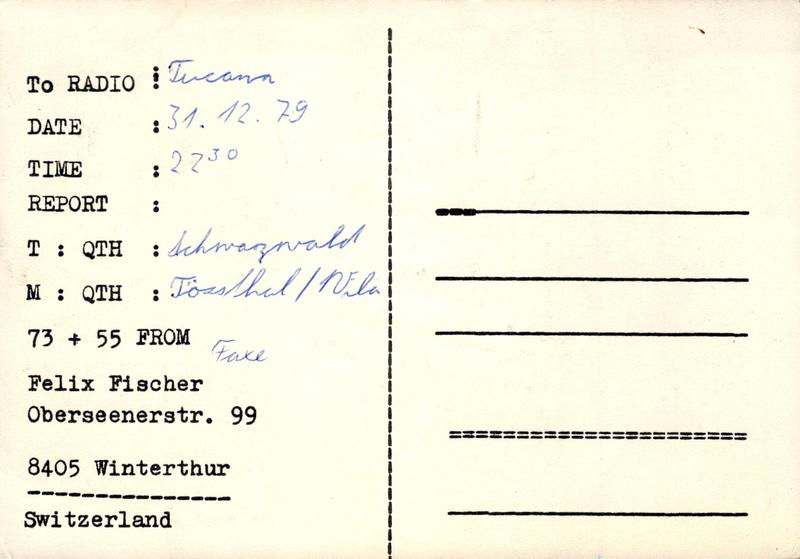 To RADIO : Tucana
DATE : 31.12.79
TIME : 22³⁰
REPORT :
T : QTH : Schwarzwald
M : QTH : Tössthal / Wila
73 + 55 FROM
Faxe
Felix Fischer
Oberseenerstr. 99
8405 Winterthur
Switzerland